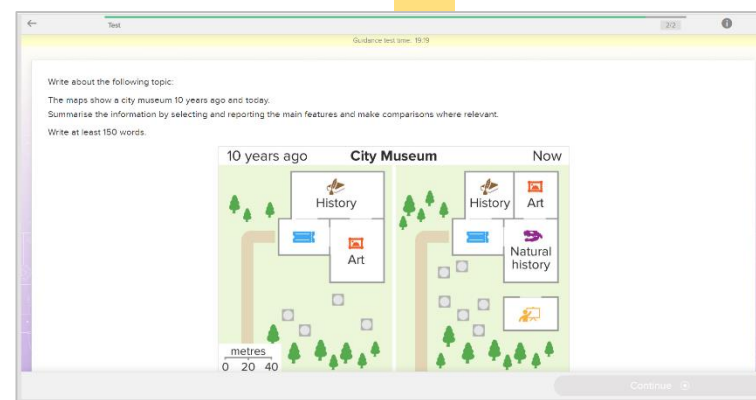 Test
2/2
Guidance test time: 19:19
Write about the following topic:
The maps show a city museum 10 years ago and today.
Summarise the information by selecting and reporting the main features and make comparisons where relevant.
Write at least 150 words.
10 years ago City Museum Now
History
Art
History
Art
Natural
history
metres
0 20 40
Continue